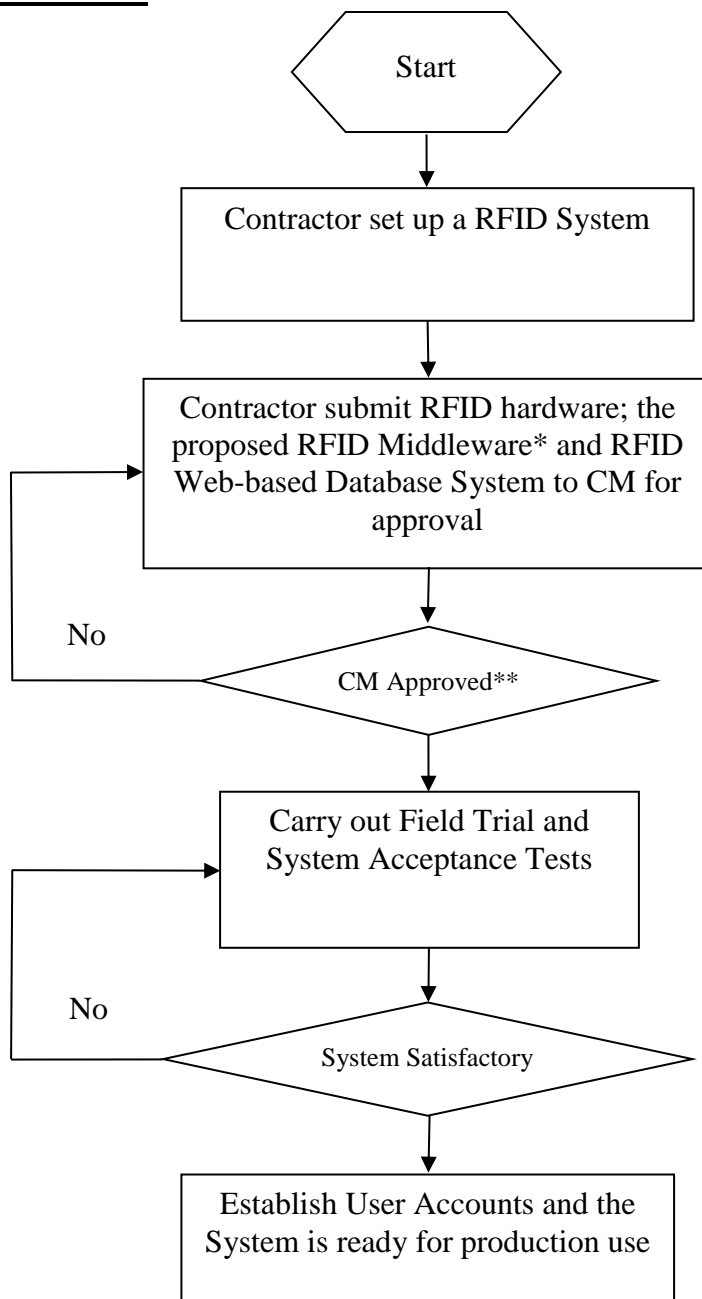 Start
Contractor set up a RFID System
Contractor submit RFID hardware; the
proposed RFID Middleware* and RFID
Web-based Database System to CM for
approval
No
CM Approved**
Carry out Field Trial and
System Acceptance Tests
No
System Satisfactory
Establish User Accounts and the
System is ready for production use